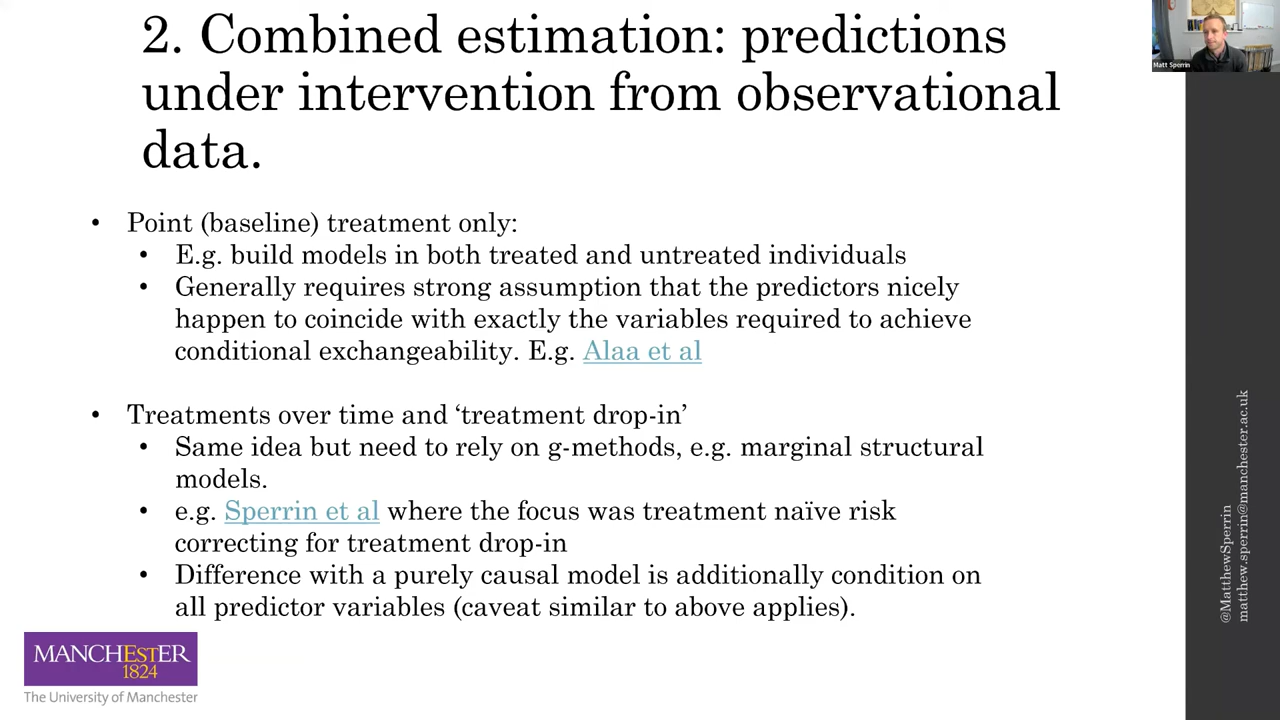 2. Combined estimation: predictions
under intervention from observational
data.
Matt Sperrin
• Point (baseline) treatment only:
• E.g. build models in both treated and untreated individuals
• Generally requires strong assumption that the predictors nicely
happen to coincide with exactly the variables required to achieve
conditional exchangeability. E.g. Alaa et al
• Treatments over time and ‘treatment drop-in’
• Same idea but need to rely on g-methods, e.g. marginal structural
models.
• e.g. Sperrin et al where the focus was treatment naïve risk
correcting for treatment drop-in
• Difference with a purely causal model is additionally condition on
all predictor variables (caveat similar to above applies).
@MatthewSperrin
matthew.sperrin@manchester.ac.uk
MANCHESTER
1824
The University of Manchester